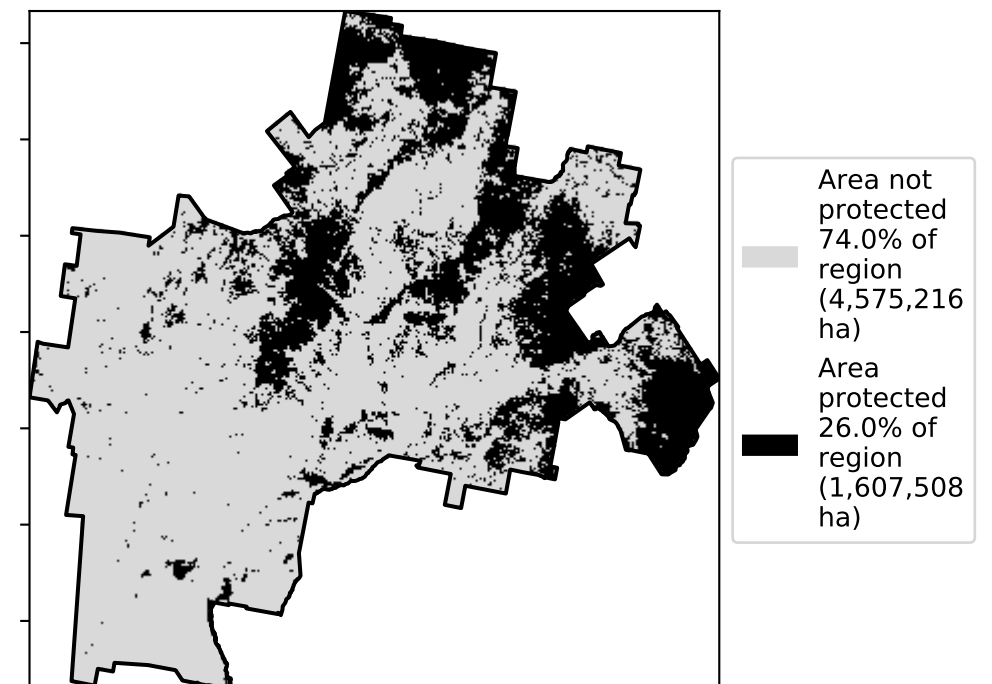 Area not
protected
74.0% of
region
(4,575,216
ha)
Area
protected
26.0% of
region
(1,607,508
ha)